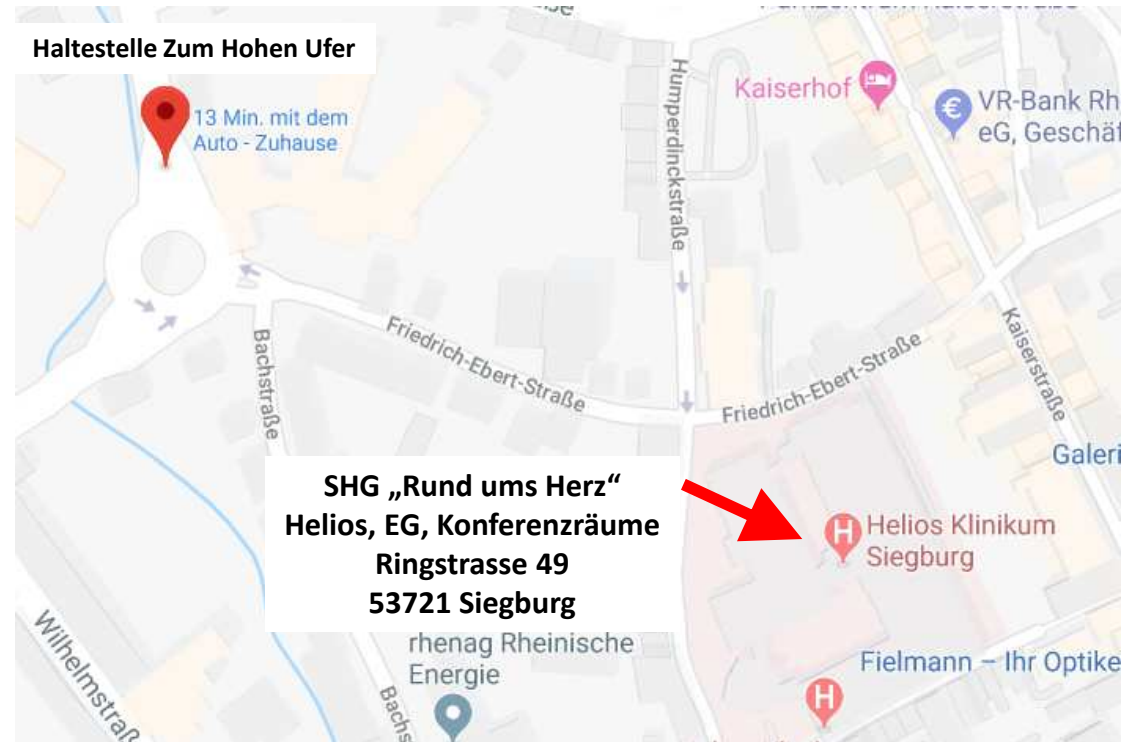 Haltestelle Zum Hohen Ufer
13 Min. mit dem
Auto - Zuhause
Humperdinckstraße
Kaiserhof
VR-Bank Rh
eG, Geschäf
Friedrich-Ebert-Straße
Bachstraße
Friedrich-Ebert-Straße
Kaiserstraße
Galeri
SHG „Rund ums Herz“
Helios, EG, Konferenzräume
Ringstrasse 49
53721 Siegburg
H Helios Klinikum
Siegburg
rhenag Rheinische
Energie
Fielmann – Ihr Optike
Wilhelmstraß
Bachs
H